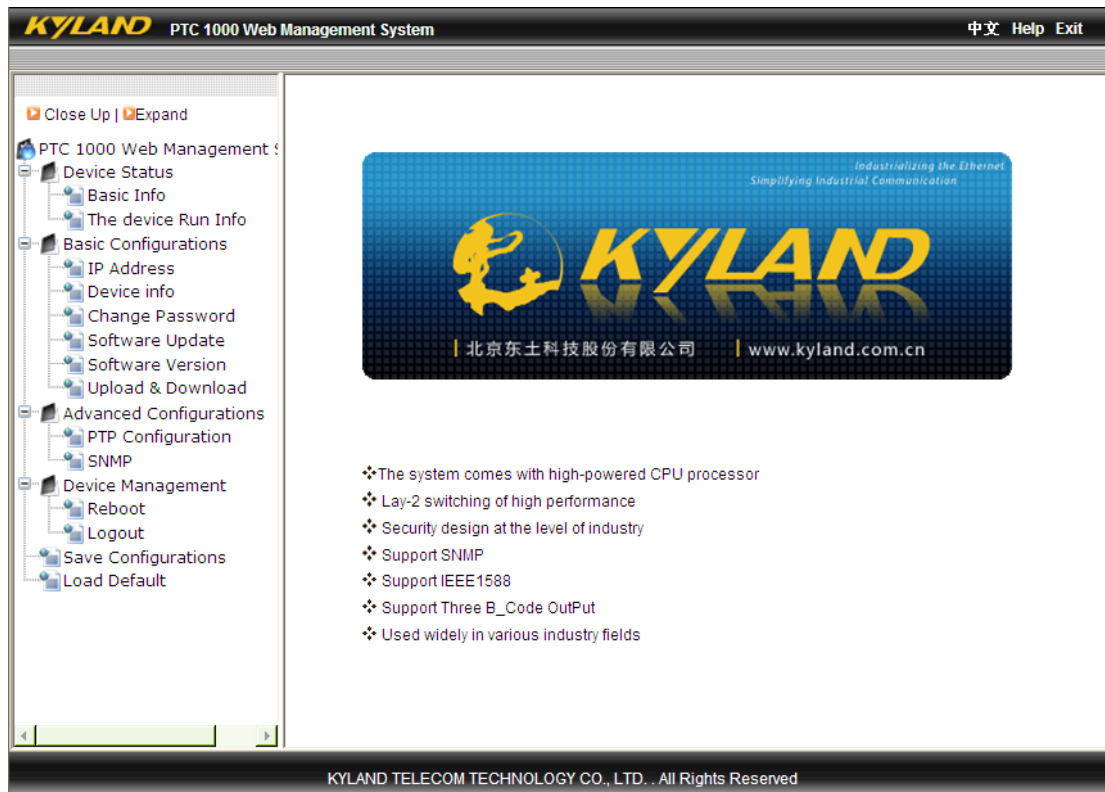 KYLAND PTC 1000 Web Management System 中文 Help Exit
Close Up | Expand
PTC 1000 Web Management S
Device Status
Basic Info
The device Run Info
Basic Configurations
IP Address
Device info
Change Password
Software Update
Software Version
Upload & Download
Advanced Configurations
PTP Configuration
SNMP
Device Management
Reboot
Logout
Save Configurations
Load Default
Industrializing the Ethernet
Simplifying Industrial Communication
KYLAND
北京东土科技股份有限公司 www.kyland.com.cn
The system comes with high-powered CPU processor
Lay-2 switching of high performance
Security design at the level of industry
Support SNMP
Support IEEE1588
Support Three B_Code OutPut
Used widely in various industry fields
KYLAND TELECOM TECHNOLOGY CO., LTD. . All Rights Reserved